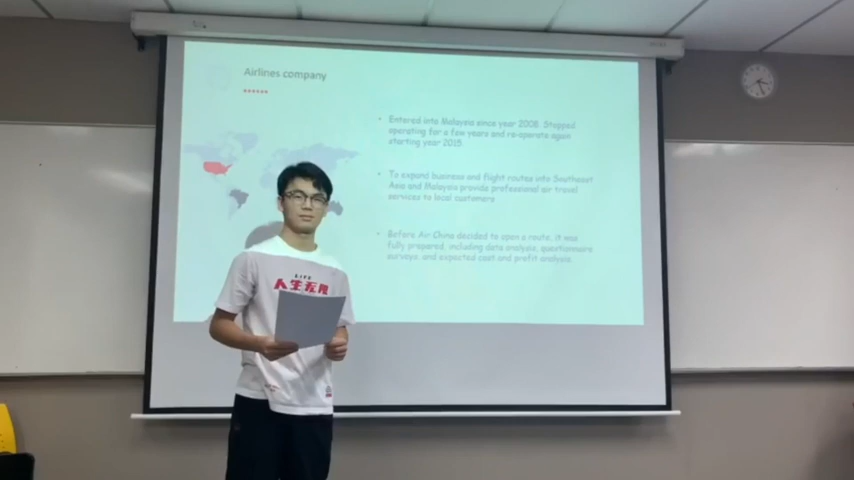 Airlines company
• Entered into Malaysia since year 2008. Stopped
operating for a few years and re-operate again
starting year 2015
• To expand business and flight routes into Southeast
Asia and Malaysia provide professional air travel
services to local customers
• Before Air China decided to open a route, it was
fully prepared, including data analysis, questionnaire
surveys, and expected cost and profit analysis
LIFE
人生无限